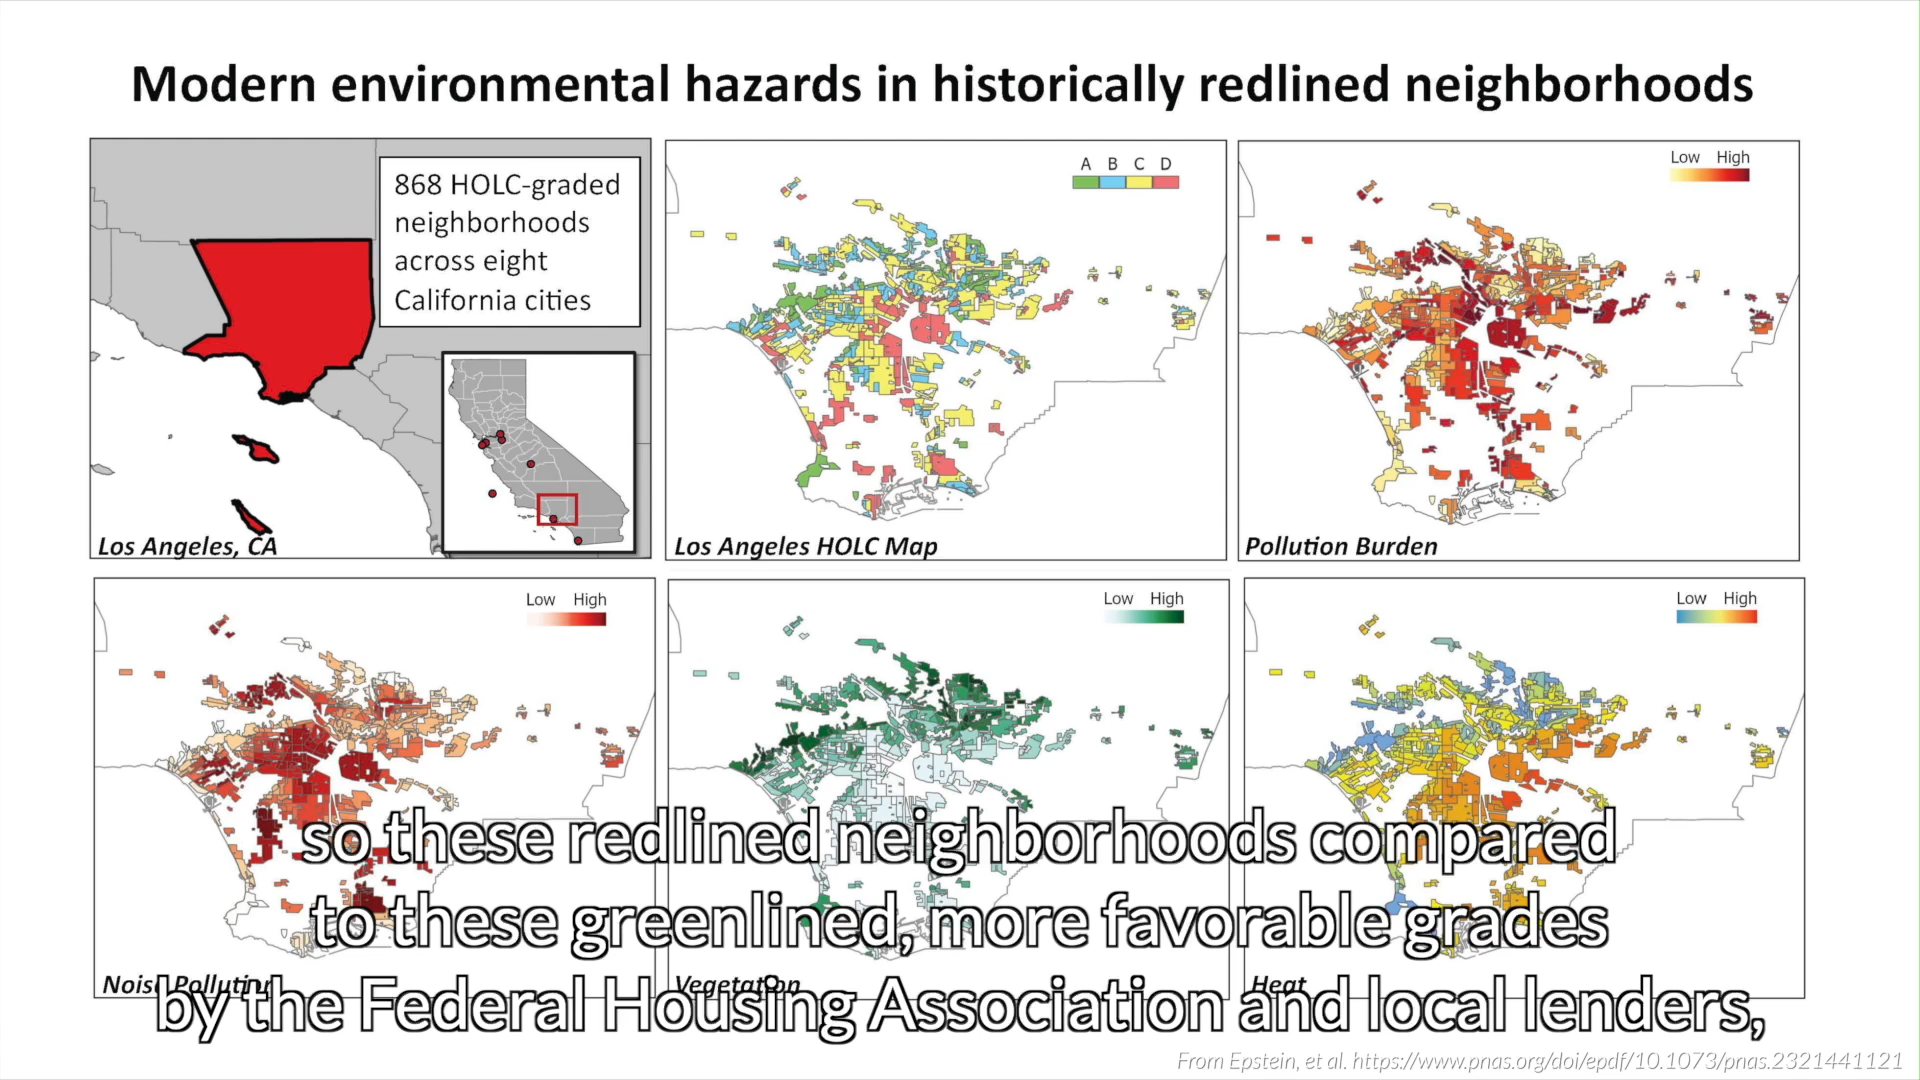 Modern environmental hazards in historically redlined neighborhoods
868 HOLC-graded
neighborhoods
across eight
California cities
Los Angeles, CA
A B C D
Los Angeles HOLC Map
Low High
Pollution Burden
Low High
Noise Pollution
Low High
Vegetation
Low High
Heat
so these redlined neighborhoods compared
to these greenlined, more favorable grades
by the Federal Housing Association and local lenders,
From Epstein, et al. https://www.pnas.org/doi/epdf/10.1073/pnas.2321441121